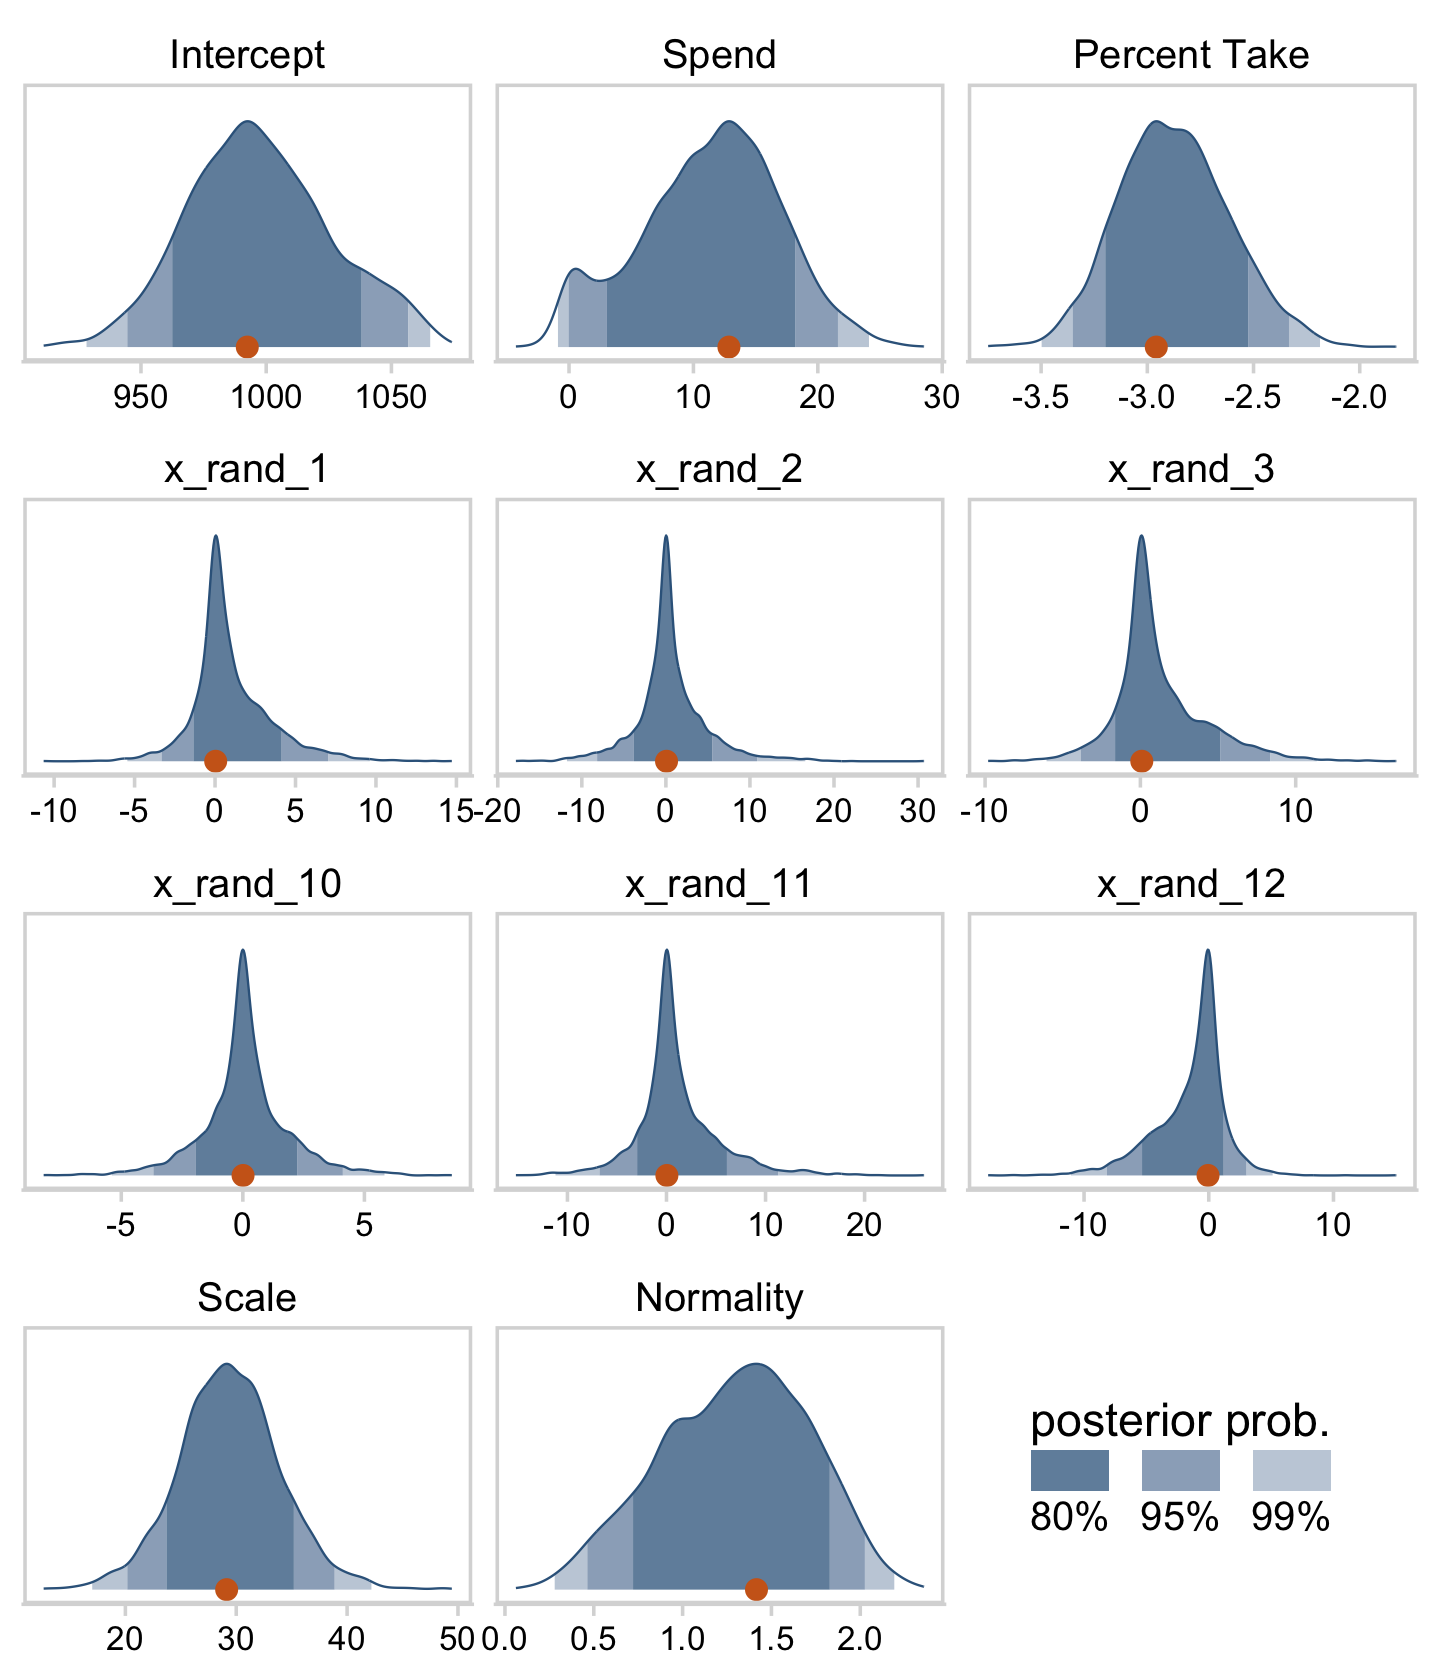 Intercept Spend Percent Take
950 1000 1050 0 10 20 30 -3.5 -3.0 -2.5 -2.0
x_rand_1 x_rand_2 x_rand_3
-10 -5 0 5 10 15 -20 -10 0 10 20 30 -10 0 10
x_rand_10 x_rand_11 x_rand_12
-5 0 5 -10 0 10 20 -10 0 10
Scale Normality
posterior prob.
80% 95% 99%
20 30 40 50 0.0 0.5 1.0 1.5 2.0